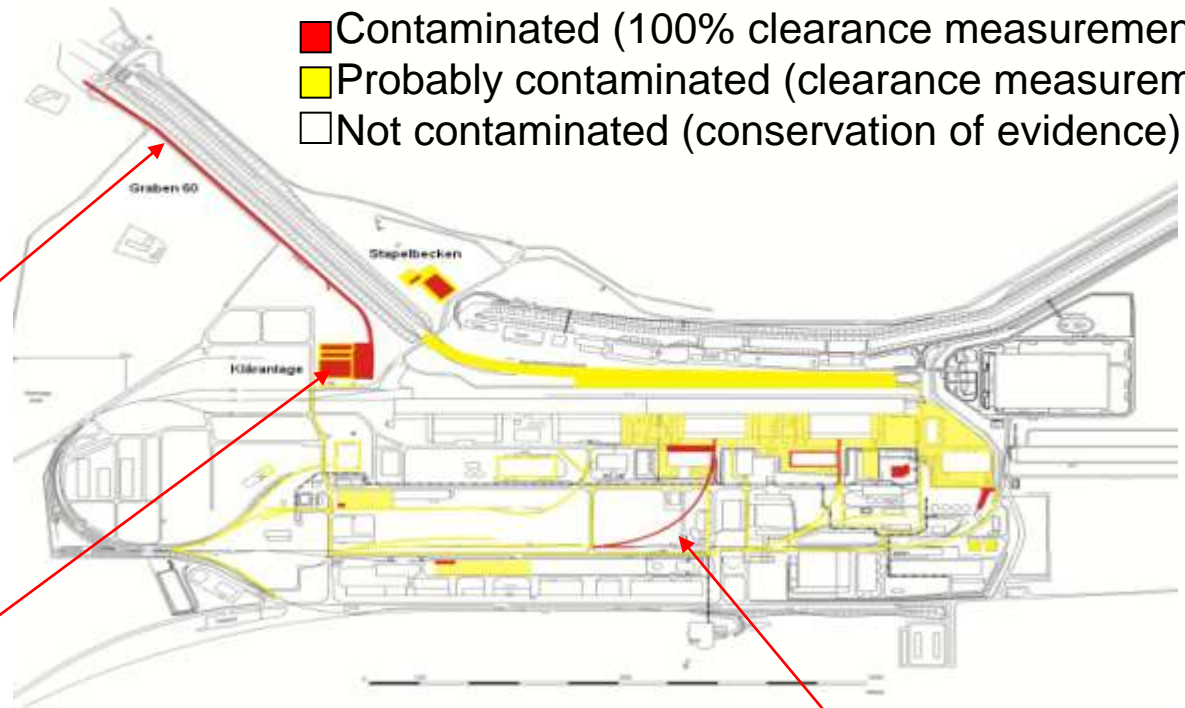 Contaminated (100% clearance measuremen
Probably contaminated (clearance measurem
Not contaminated (conservation of evidence)
Graben 60
Stapelbecken
Kläranlage